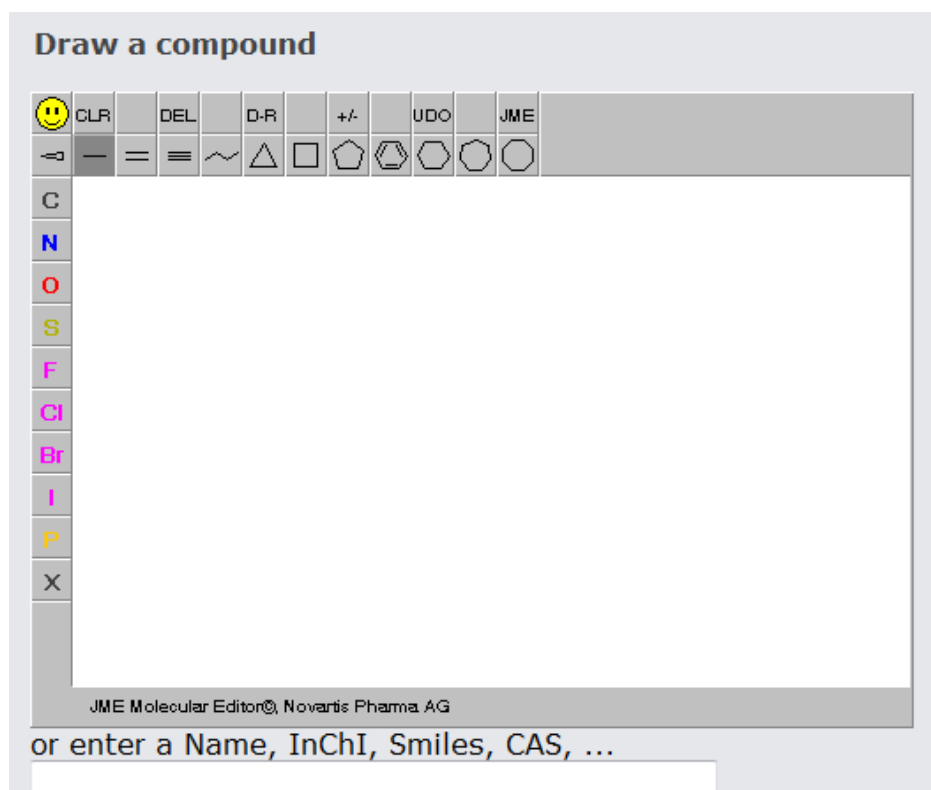 Draw a compound
CLR DEL D-R +/- UDO JME
C
N
O
S
F
Cl
Br
I
P
X
JME Molecular Editor©, Novartis Pharma AG
or enter a Name, InChI, Smiles, CAS, ...